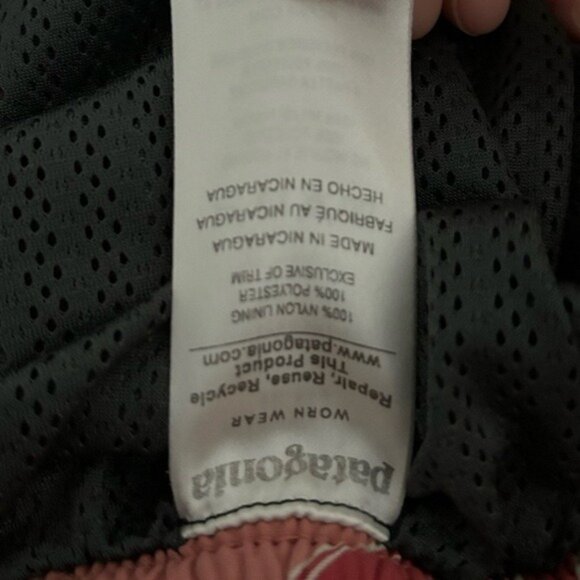 patagonia
WORN WEAR
Repair, Reuse, Recycle
This Product
www.patagonia.com
100% NYLON LINING
100% POLYESTER
EXCLUSIVE OF TRIM
MADE IN NICARAGUA
FABRIQUÉ AU NICARAGUA
HECHO EN NICARAGUA